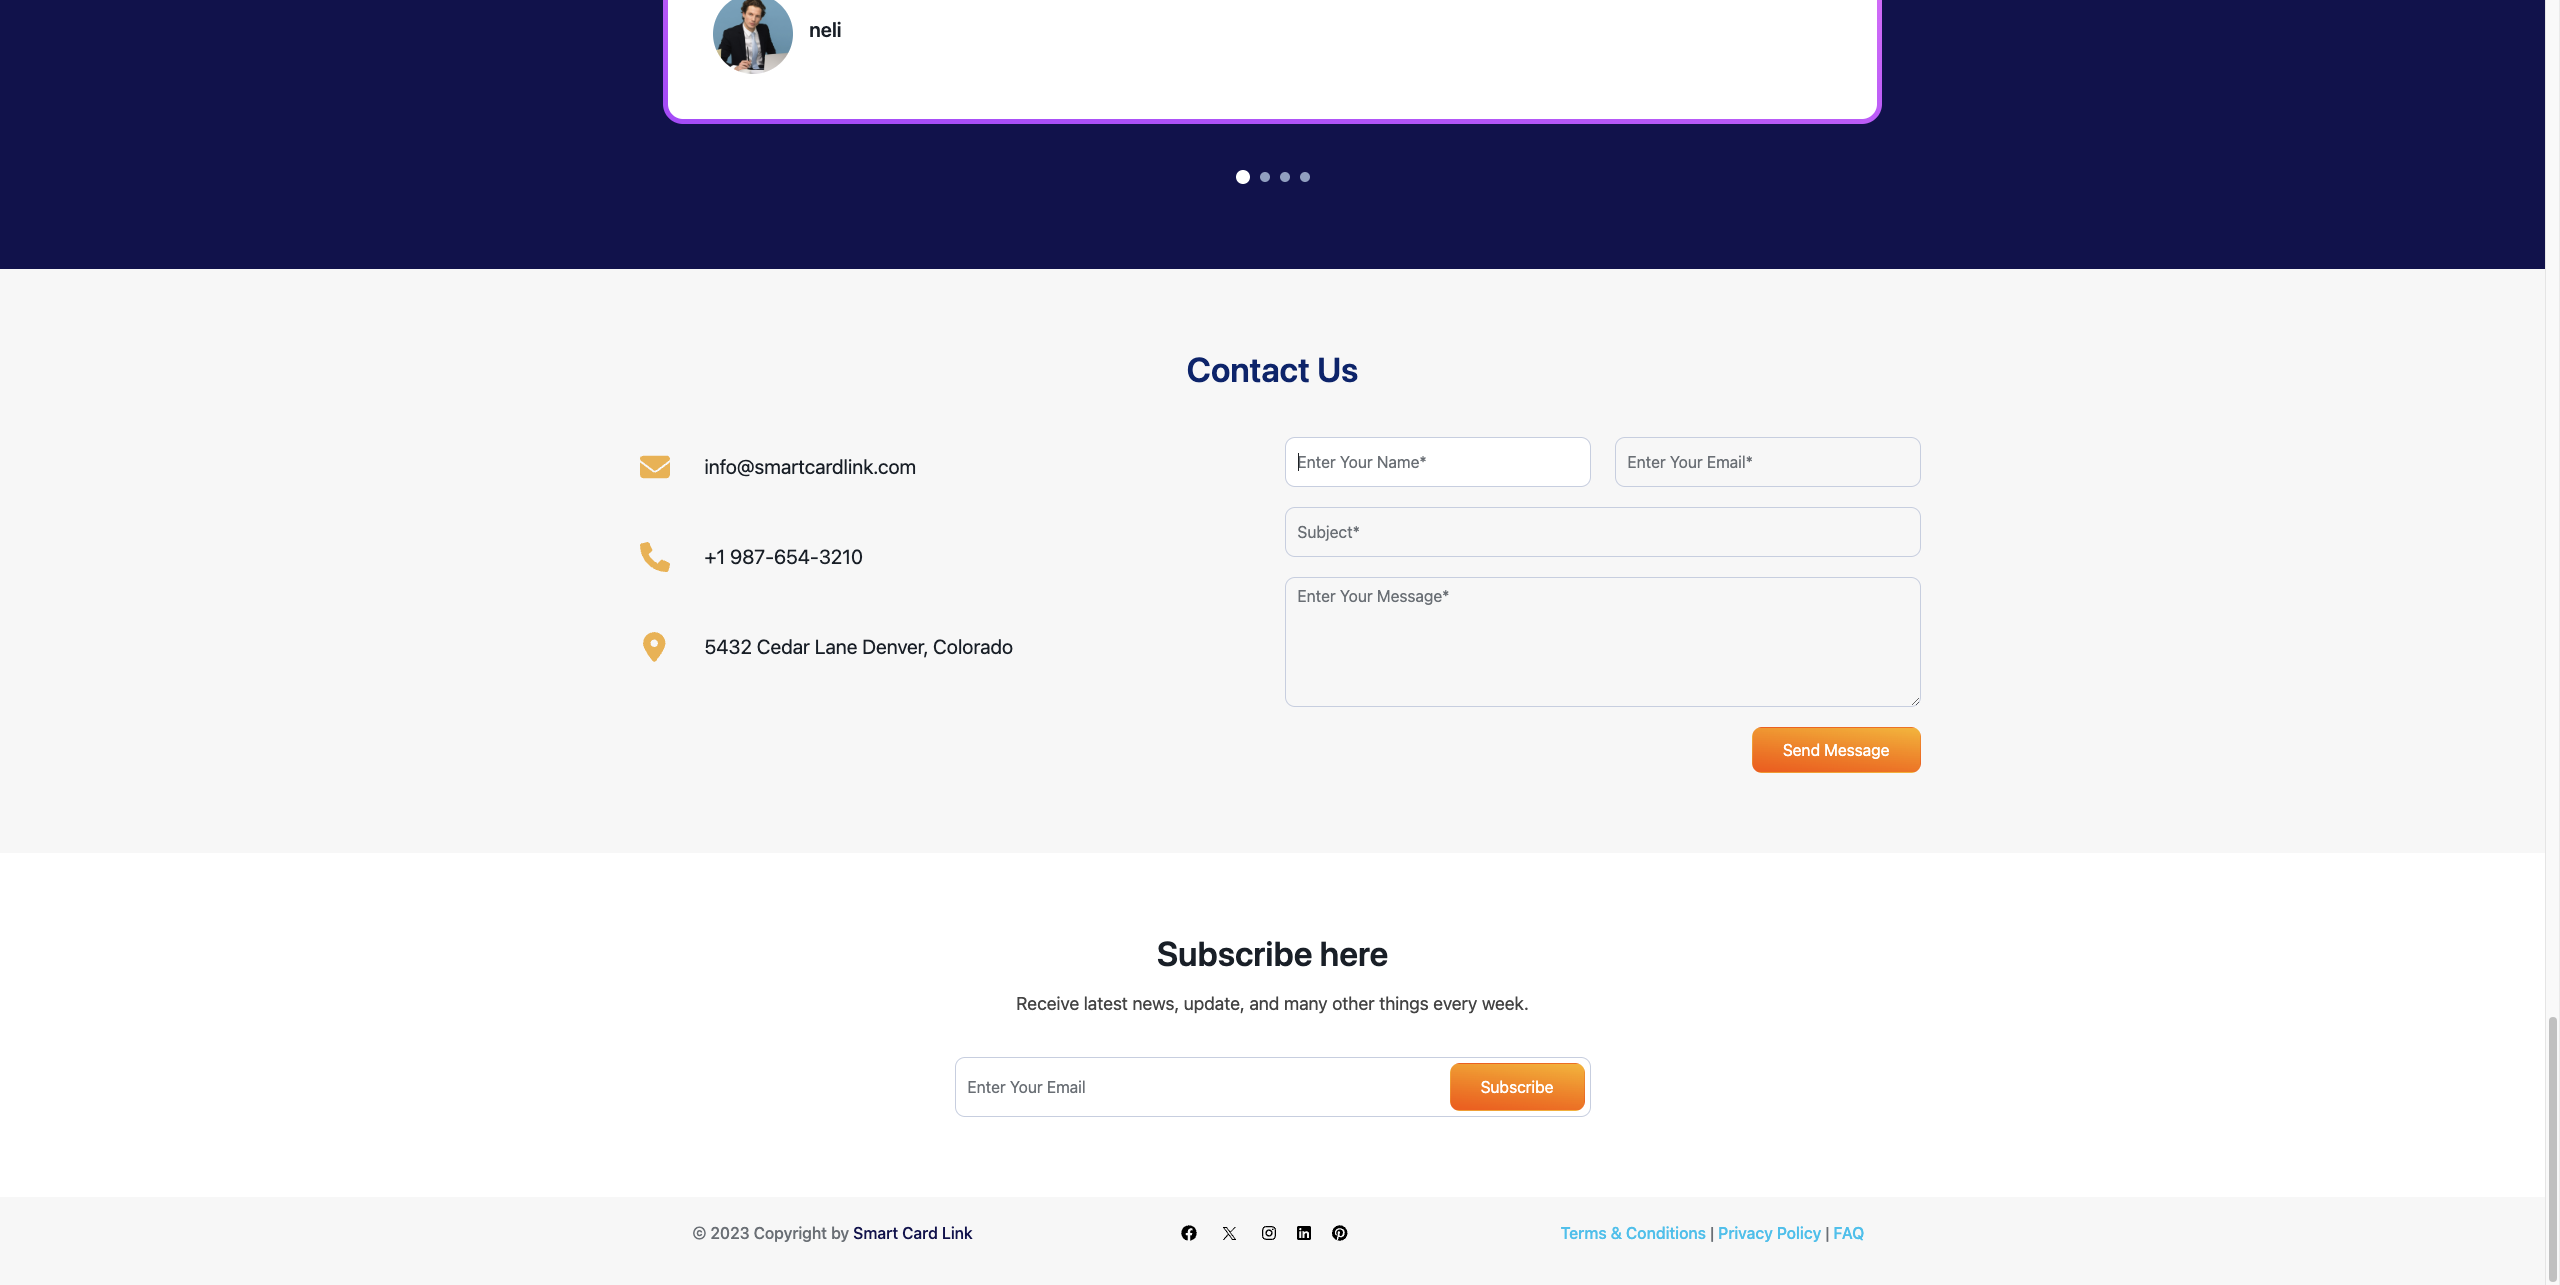 neli
Contact Us
info@smartcardlink.com
+1 987-654-3210
5432 Cedar Lane Denver, Colorado
Enter Your Name*
Enter Your Email*
Subject*
Enter Your Message*
Send Message
Subscribe here
Receive latest news, update, and many other things every week.
Enter Your Email
Subscribe
© 2023 Copyright by Smart Card Link
Terms & Conditions | Privacy Policy | FAQ